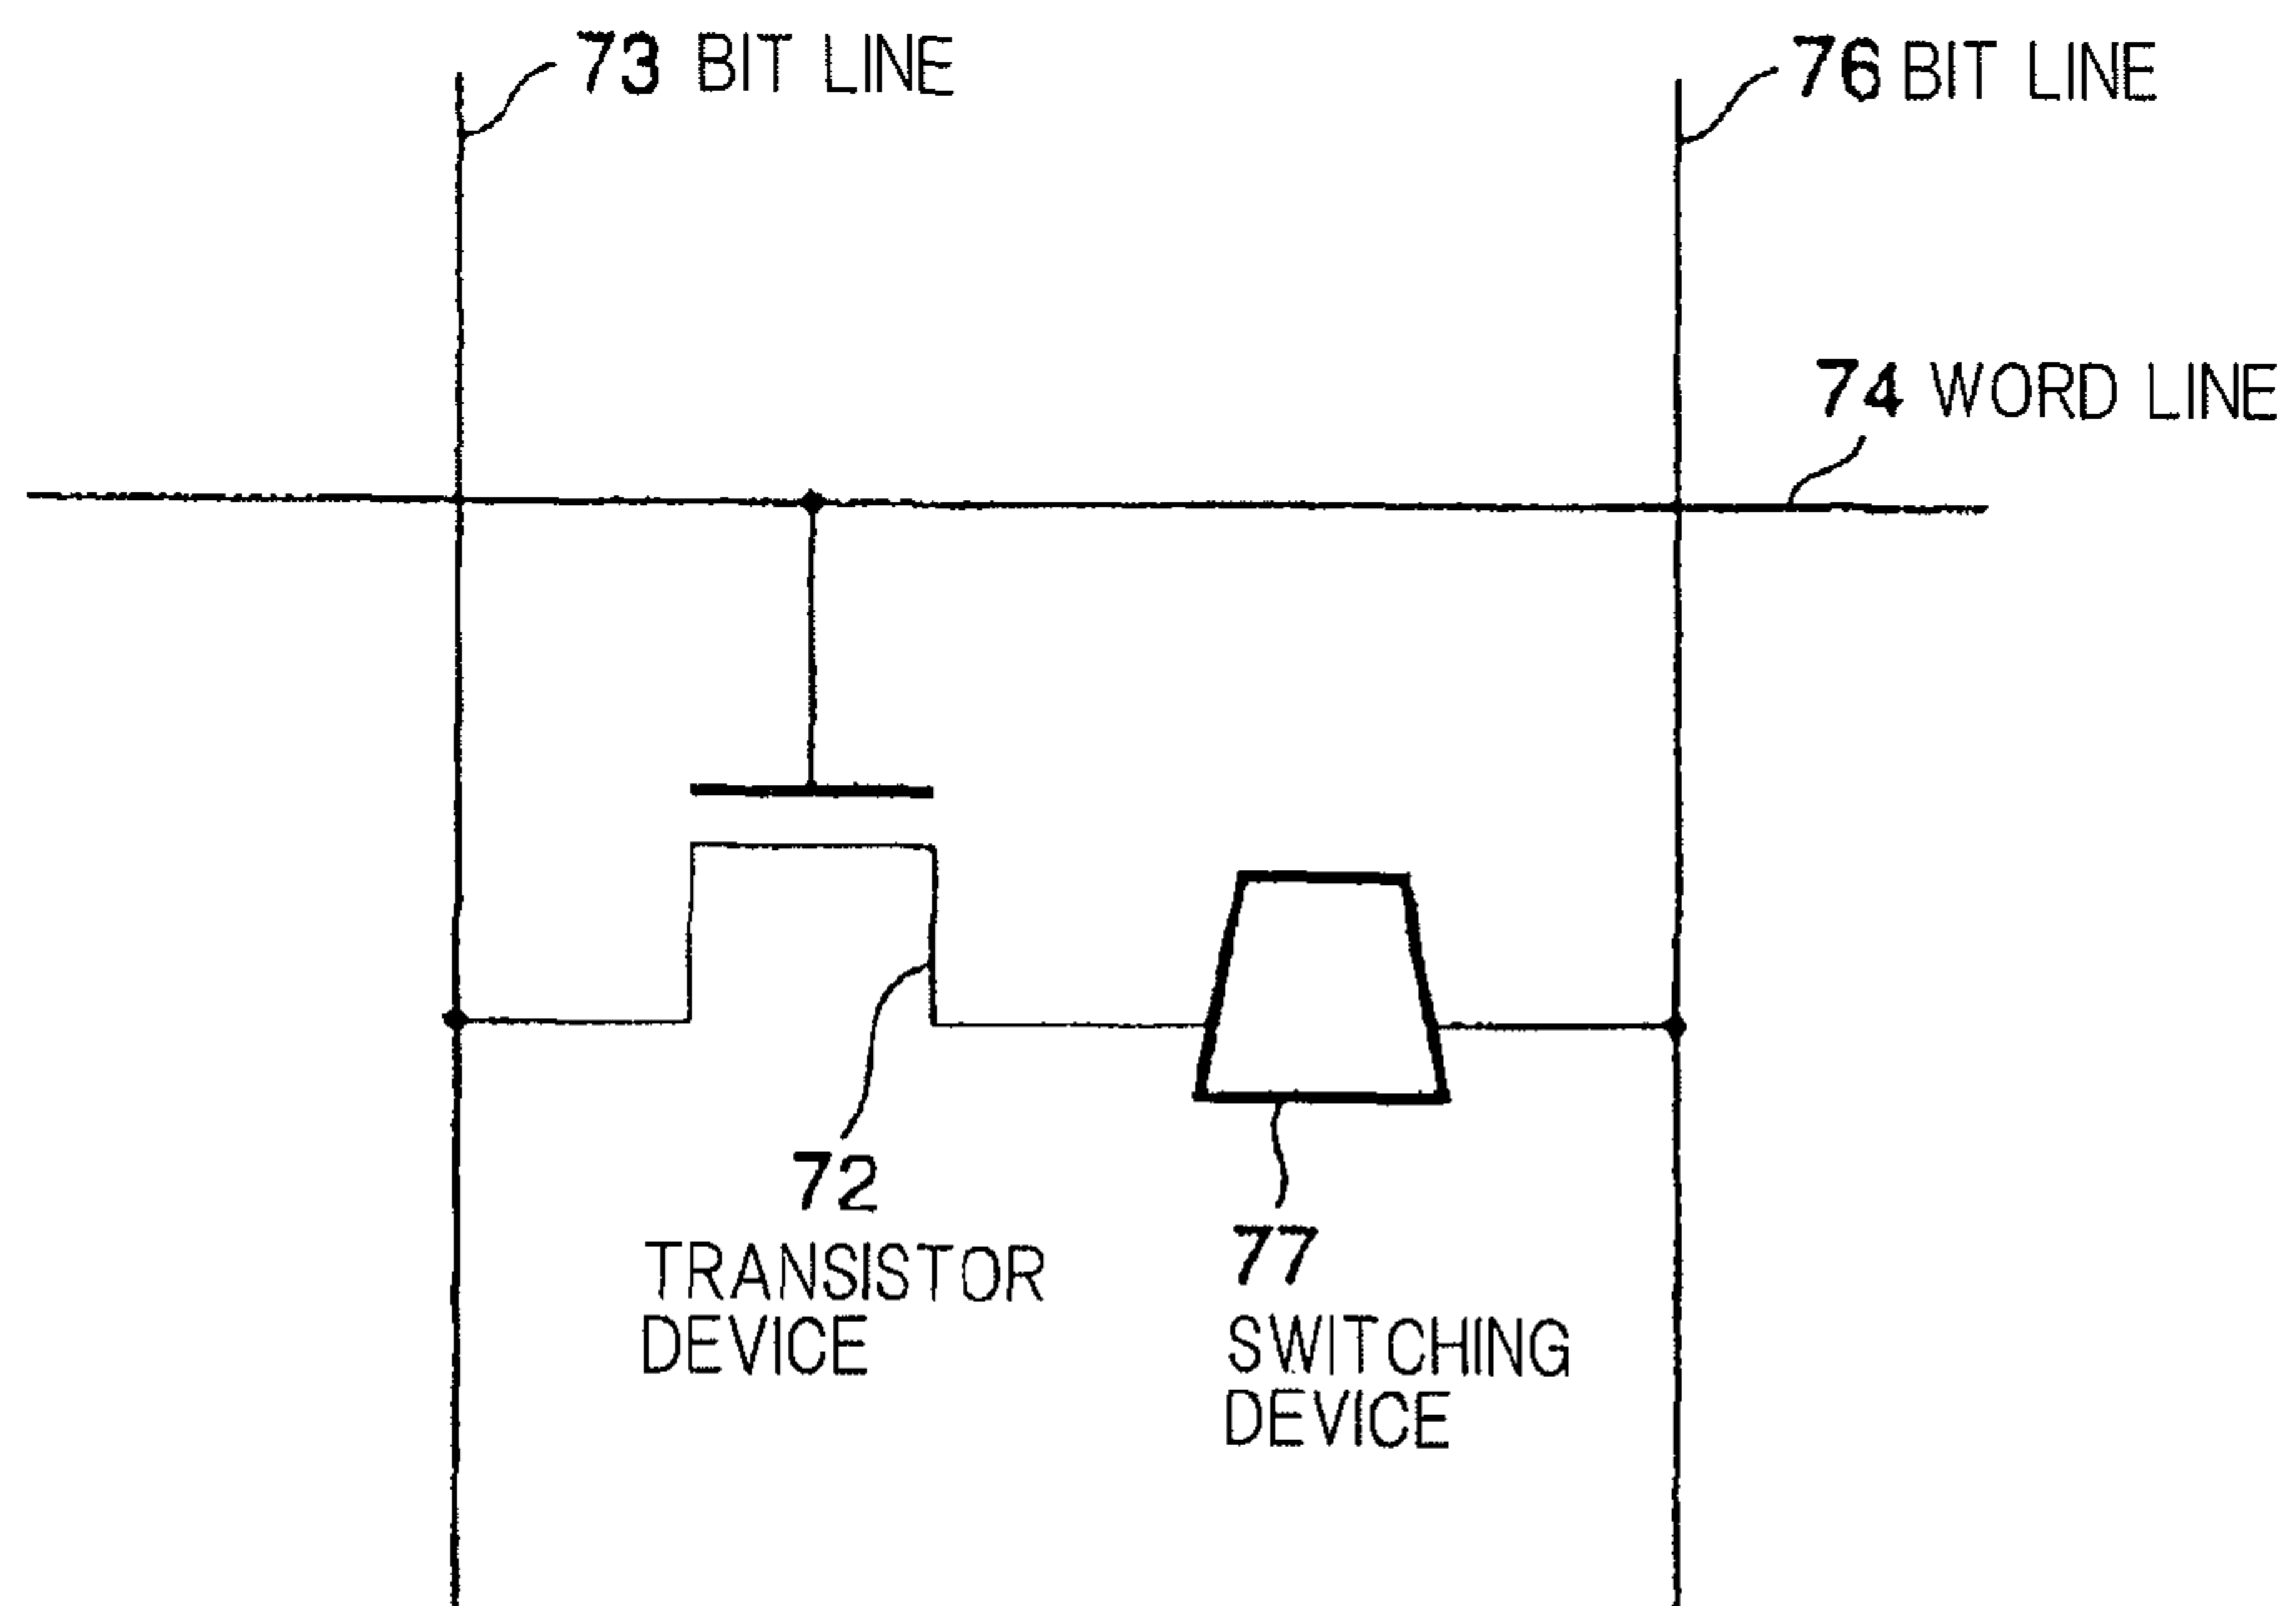 73 BIT LINE
76 BIT LINE
74 WORD LINE
72
TRANSISTOR
DEVICE
77
SWITCHING
DEVICE